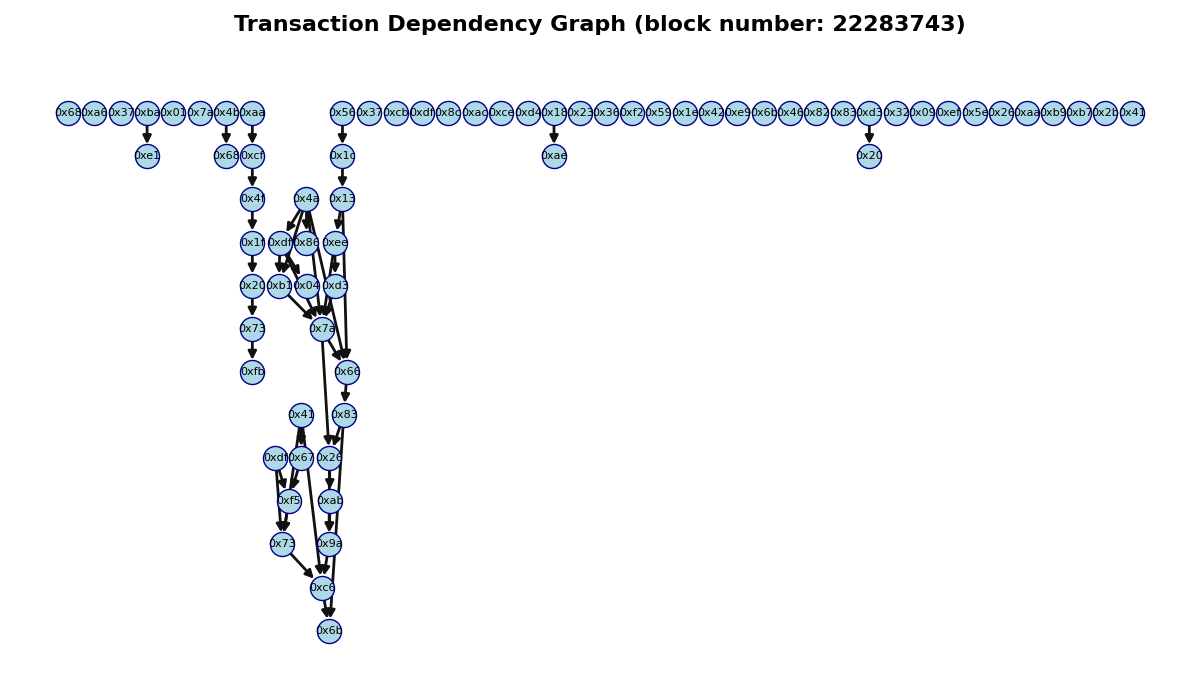 Transaction Dependency Graph (block number: 22283743)
0x68 0xa6 0x37 0xba 0x01 0x7a 0x4b 0xaa 0x56 0x37 0xcb 0xdf 0x8c 0xac 0xce 0xd4 0x18 0x23 0x36 0xf2 0x59 0x1e 0x42 0xe9 0x6b 0x46 0x82 0x83 0xd3 0x32 0x09 0xef 0x5e 0x26 0xaa 0xb9 0xb7 0x2b 0x41
0xe1 0x68 0xcf 0x1c 0xae 0x20
0x4f 0x4a 0x13
0x1f 0xdf 0x86 0xee
0x20 0xb1 0x04 0xd3
0x73 0x7a
0xfb 0x66
0x41 0x83
0xdf 0x67 0x26
0xf5 0xab
0x73 0x9a
0xc6
0x6b